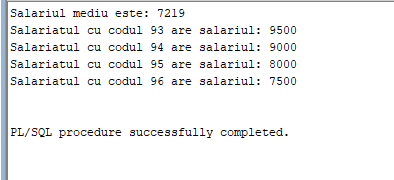 Salariul mediu este: 7219
Salariatul cu codul 93 are salariul: 9500
Salariatul cu codul 94 are salariul: 9000
Salariatul cu codul 95 are salariul: 8000
Salariatul cu codul 96 are salariul: 7500
PL/SQL procedure successfully completed.